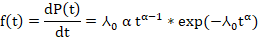 f(t) = dP(t)/dt = λ₀ α t^(α−1) * exp(−λ₀t^α)